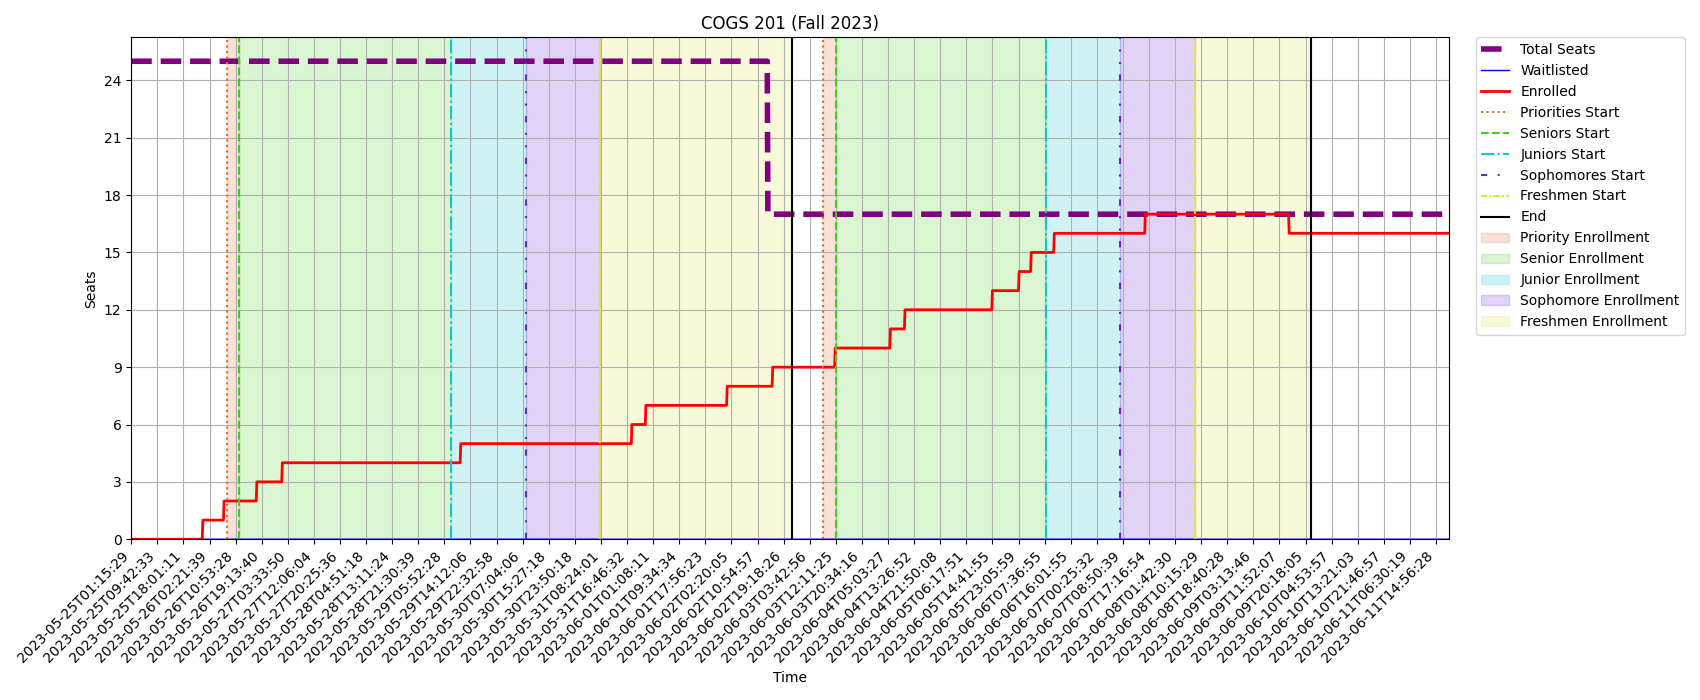 COGS 201 (Fall 2023)
Seats
24
21
18
15
12
9
6
3
0
2023-05-25T01:15:29
2023-05-25T09:42:33
2023-05-25T18:01:11
2023-05-26T02:21:39
2023-05-26T10:53:28
2023-05-26T19:13:40
2023-05-27T03:33:50
2023-05-27T12:06:04
2023-05-27T20:25:36
2023-05-28T04:51:18
2023-05-28T13:11:24
2023-05-28T21:30:39
2023-05-29T05:52:28
2023-05-29T14:12:06
2023-05-29T22:32:58
2023-05-30T07:04:06
2023-05-30T15:27:18
2023-05-30T23:50:18
2023-05-31T08:24:01
2023-05-31T16:46:32
2023-06-01T01:08:11
2023-06-01T09:34:34
2023-06-01T17:56:23
2023-06-02T02:20:05
2023-06-02T10:54:57
2023-06-02T19:18:26
2023-06-03T03:42:56
2023-06-03T12:11:25
2023-06-03T20:34:16
2023-06-04T05:03:27
2023-06-04T13:26:52
2023-06-04T21:50:08
2023-06-05T06:17:51
2023-06-05T14:41:55
2023-06-05T23:05:59
2023-06-06T07:36:55
2023-06-06T16:01:55
2023-06-07T00:25:32
2023-06-07T08:50:39
2023-06-07T17:16:54
2023-06-08T01:42:30
2023-06-08T10:15:29
2023-06-08T18:40:28
2023-06-09T03:13:46
2023-06-09T11:52:07
2023-06-09T20:18:05
2023-06-10T04:53:57
2023-06-10T13:21:03
2023-06-10T21:46:57
2023-06-11T06:30:19
2023-06-11T14:56:28
Time
Total Seats
Waitlisted
Enrolled
Priorities Start
Seniors Start
Juniors Start
Sophomores Start
Freshmen Start
End
Priority Enrollment
Senior Enrollment
Junior Enrollment
Sophomore Enrollment
Freshmen Enrollment